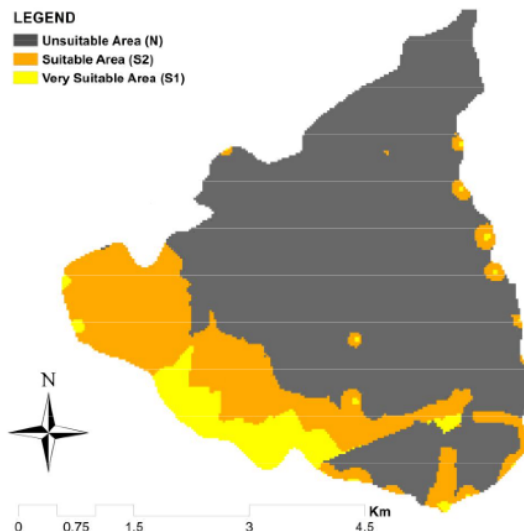 LEGEND
Unsuitable Area (N)
Suitable Area (S2)
Very Suitable Area (S1)
N
Km
0 0.75 1.5 3 4.5